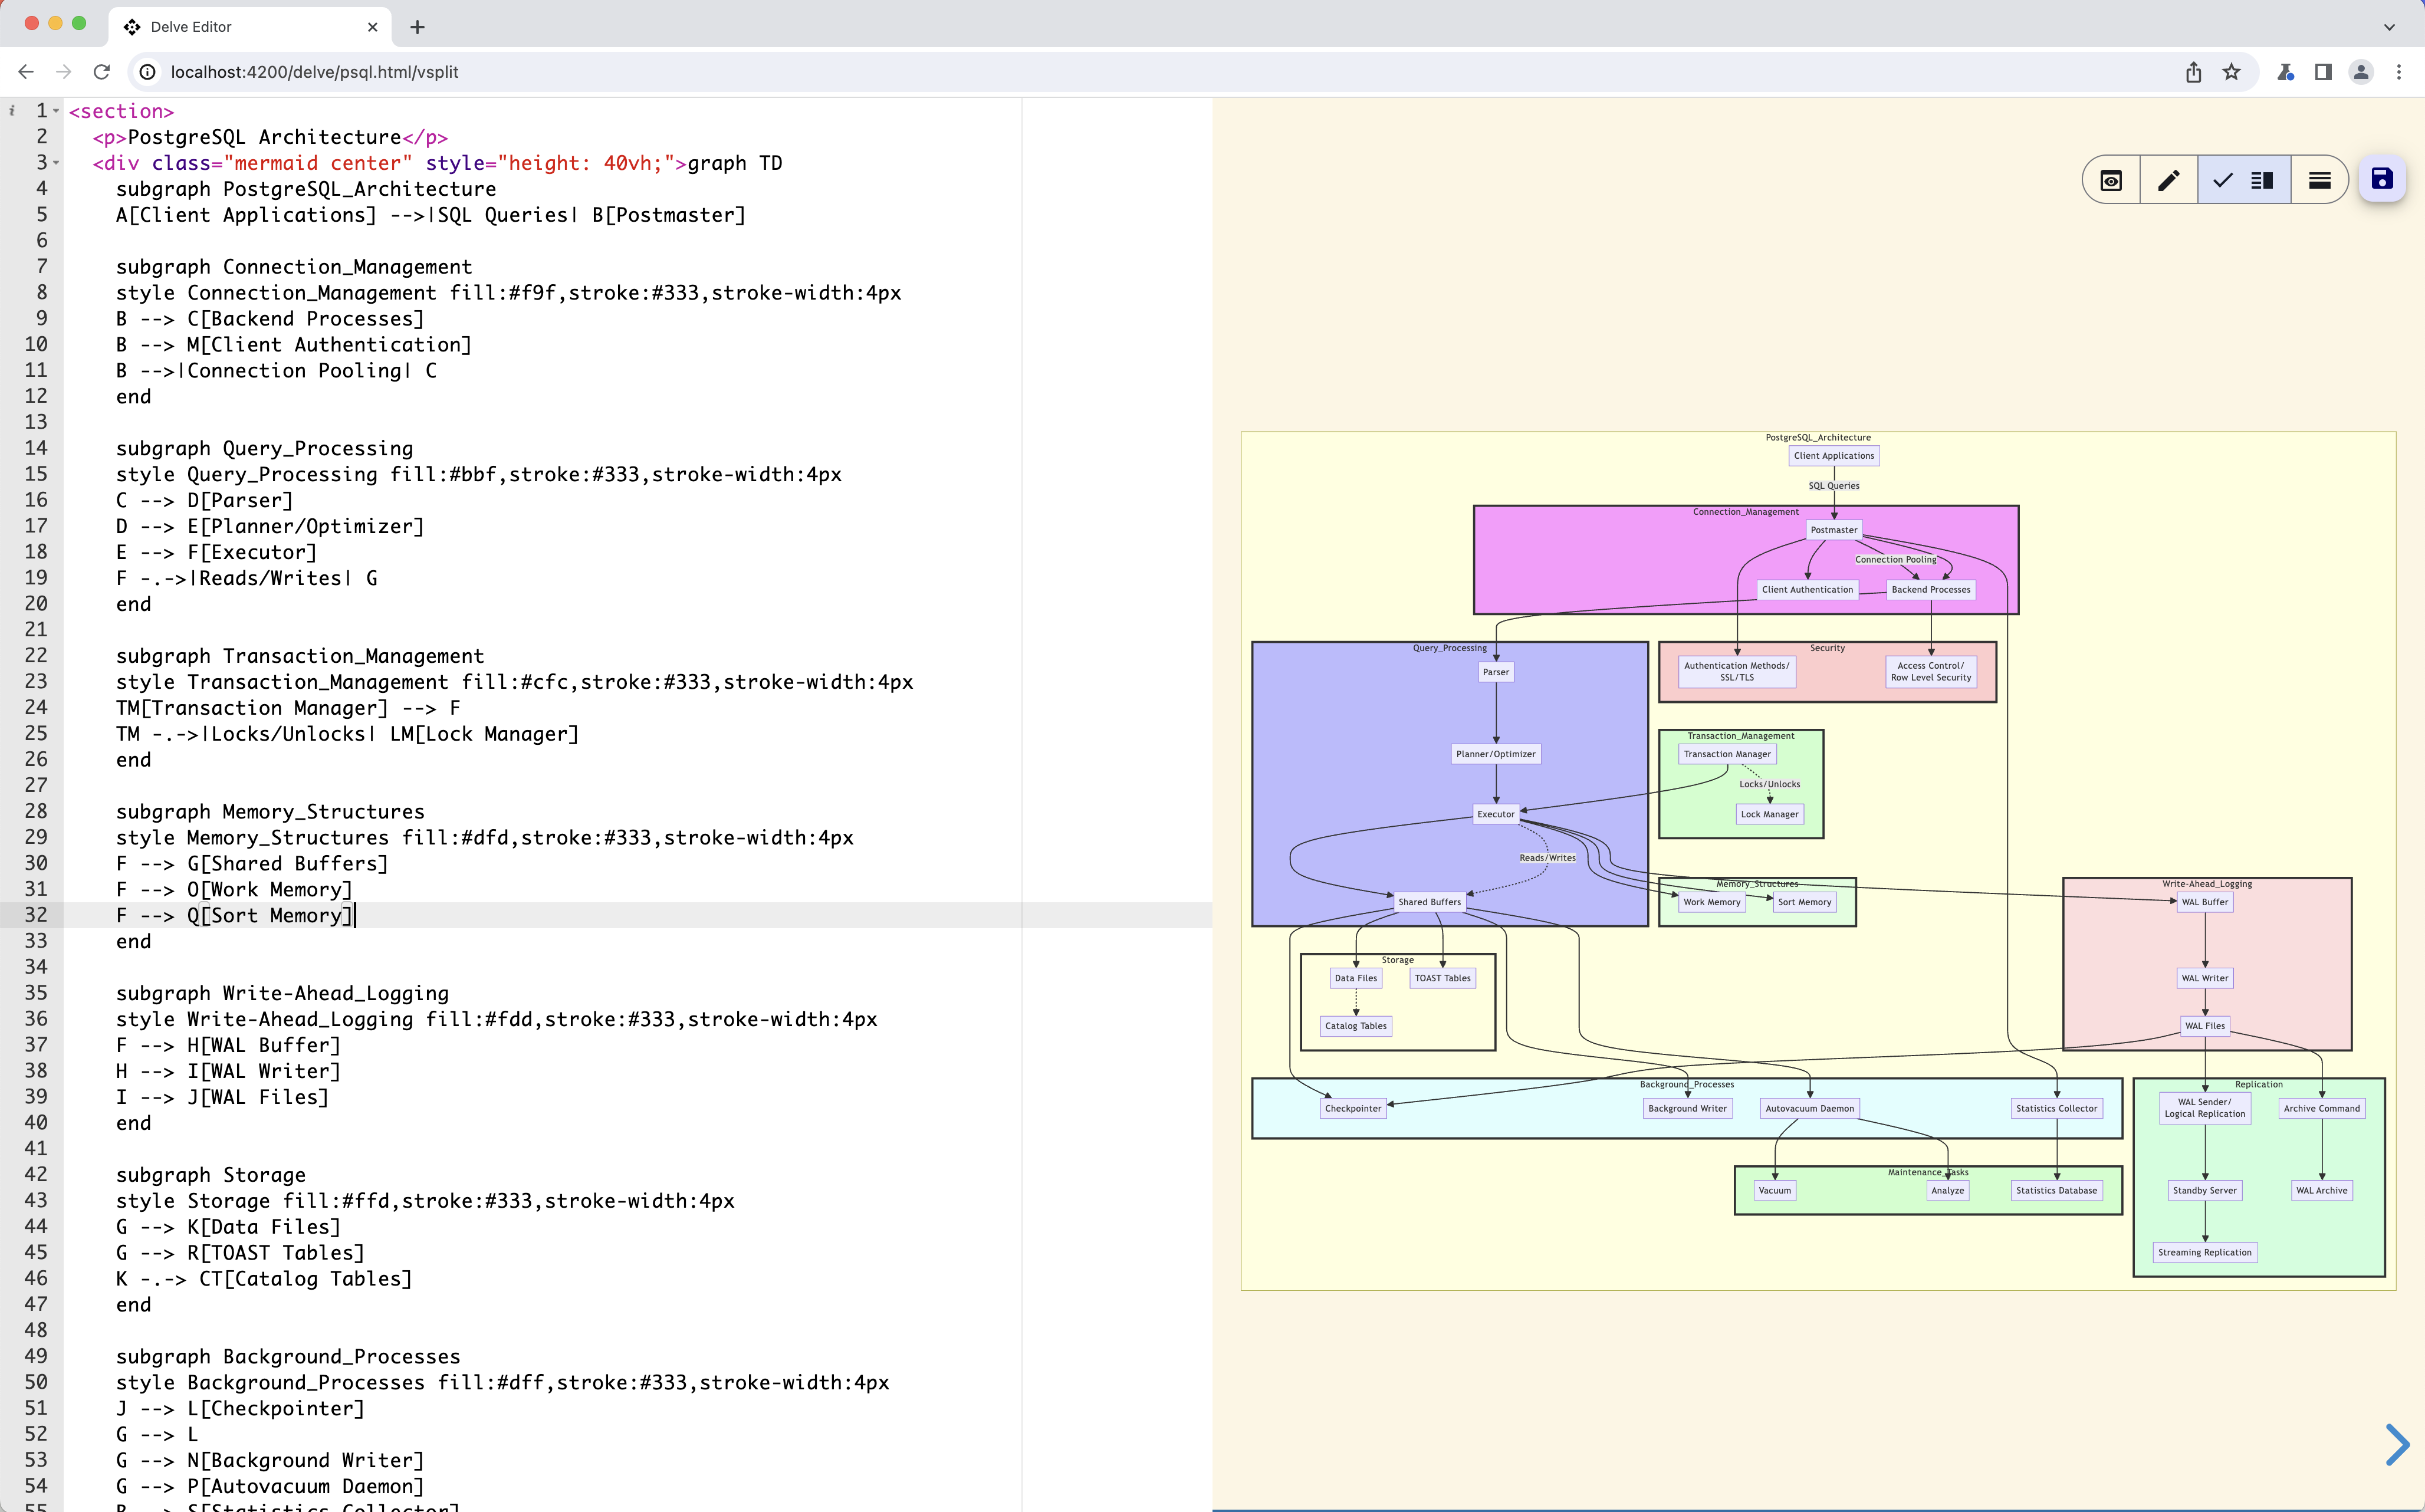 Delve Editor
localhost:4200/delve/psql.html/vsplit
1 <section>
2 <p>PostgreSQL Architecture</p>
3 <div class="mermaid center" style="height: 40vh;">graph TD
4 subgraph PostgreSQL_Architecture
5 A[Client Applications] -->|SQL Queries| B[Postmaster]
6
7 subgraph Connection_Management
8 style Connection_Management fill:#f9f,stroke:#333,stroke-width:4px
9 B --> C[Backend Processes]
10 B --> M[Client Authentication]
11 B -->|Connection Pooling| C
12 end
13
14 subgraph Query_Processing
15 style Query_Processing fill:#bbf,stroke:#333,stroke-width:4px
16 C --> D[Parser]
17 D --> E[Planner/Optimizer]
18 E --> F[Executor]
19 F -.->|Reads/Writes| G
20 end
21
22 subgraph Transaction_Management
23 style Transaction_Management fill:#cfc,stroke:#333,stroke-width:4px
24 TM[Transaction Manager] --> F
25 TM -.->|Locks/Unlocks| LM[Lock Manager]
26 end
27
28 subgraph Memory_Structures
29 style Memory_Structures fill:#dfd,stroke:#333,stroke-width:4px
30 F --> G[Shared Buffers]
31 F --> O[Work Memory]
32 F --> Q[Sort Memory]
33 end
34
35 subgraph Write-Ahead_Logging
36 style Write-Ahead_Logging fill:#fdd,stroke:#333,stroke-width:4px
37 F --> H[WAL Buffer]
38 H --> I[WAL Writer]
39 I --> J[WAL Files]
40 end
41
42 subgraph Storage
43 style Storage fill:#ffd,stroke:#333,stroke-width:4px
44 G --> K[Data Files]
45 G --> R[TOAST Tables]
46 K -.-> CT[Catalog Tables]
47 end
48
49 subgraph Background_Processes
50 style Background_Processes fill:#dff,stroke:#333,stroke-width:4px
51 J --> L[Checkpointer]
52 G --> L
53 G --> N[Background Writer]
54 G --> P[Autovacuum Daemon]
55 B --> S[Statistics Collector]
PostgreSQL_Architecture
Client Applications
SQL Queries
Connection_Management
Postmaster
Connection Pooling
Client Authentication
Backend Processes
Query_Processing
Security
Parser
Authentication Methods/
SSL/TLS
Access Control/
Row Level Security
Transaction_Management
Planner/Optimizer
Transaction Manager
Locks/Unlocks
Executor
Lock Manager
Reads/Writes
Memory_Structures
Write-Ahead_Logging
Shared Buffers
Work Memory
Sort Memory
WAL Buffer
Storage
Data Files
TOAST Tables
WAL Writer
Catalog Tables
WAL Files
Background_Processes
Replication
Checkpointer
Background Writer
Autovacuum Daemon
Statistics Collector
WAL Sender/
Logical Replication
Archive Command
Maintenance_Tasks
Vacuum
Analyze
Statistics Database
Standby Server
WAL Archive
Streaming Replication